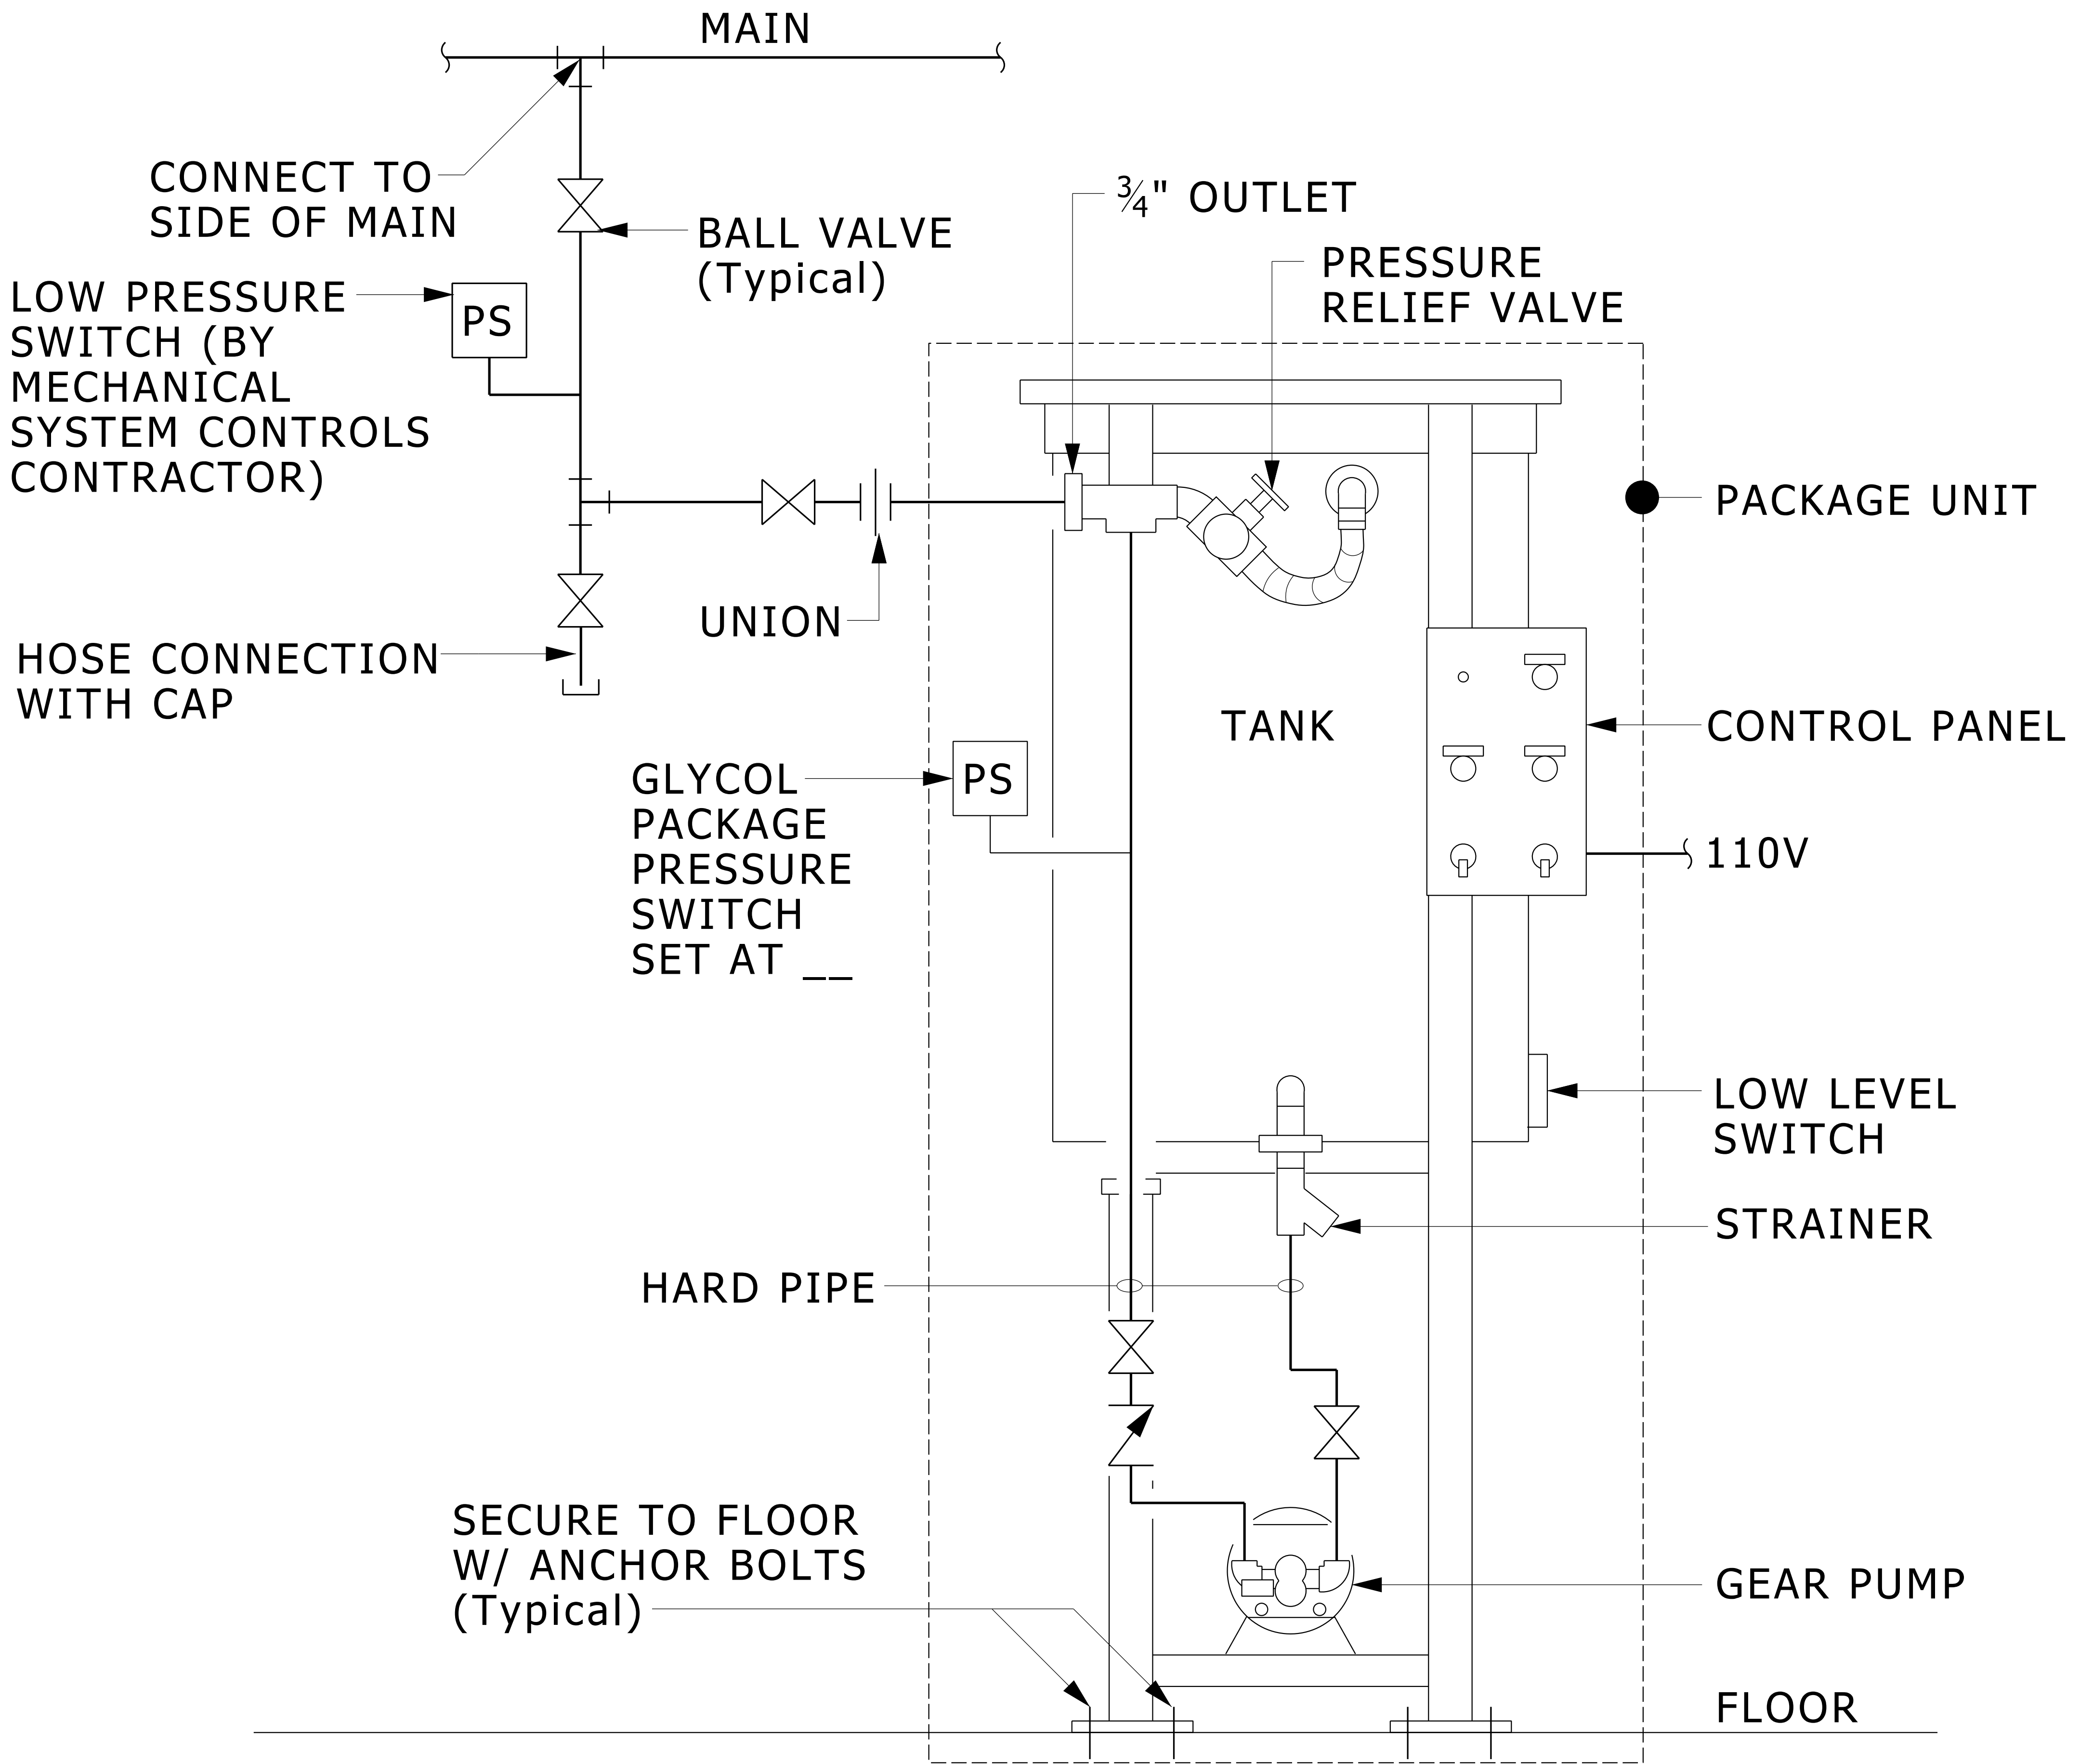 MAIN
CONNECT TO
SIDE OF MAIN
BALL VALVE
(Typical)
¾" OUTLET
PRESSURE
RELIEF VALVE
LOW PRESSURE
SWITCH (BY
MECHANICAL
SYSTEM CONTROLS
CONTRACTOR)
PS
PACKAGE UNIT
UNION
HOSE CONNECTION
WITH CAP
TANK
CONTROL PANEL
GLYCOL
PACKAGE
PRESSURE
SWITCH
SET AT __
PS
110V
LOW LEVEL
SWITCH
STRAINER
HARD PIPE
SECURE TO FLOOR
W/ ANCHOR BOLTS
(Typical)
GEAR PUMP
FLOOR